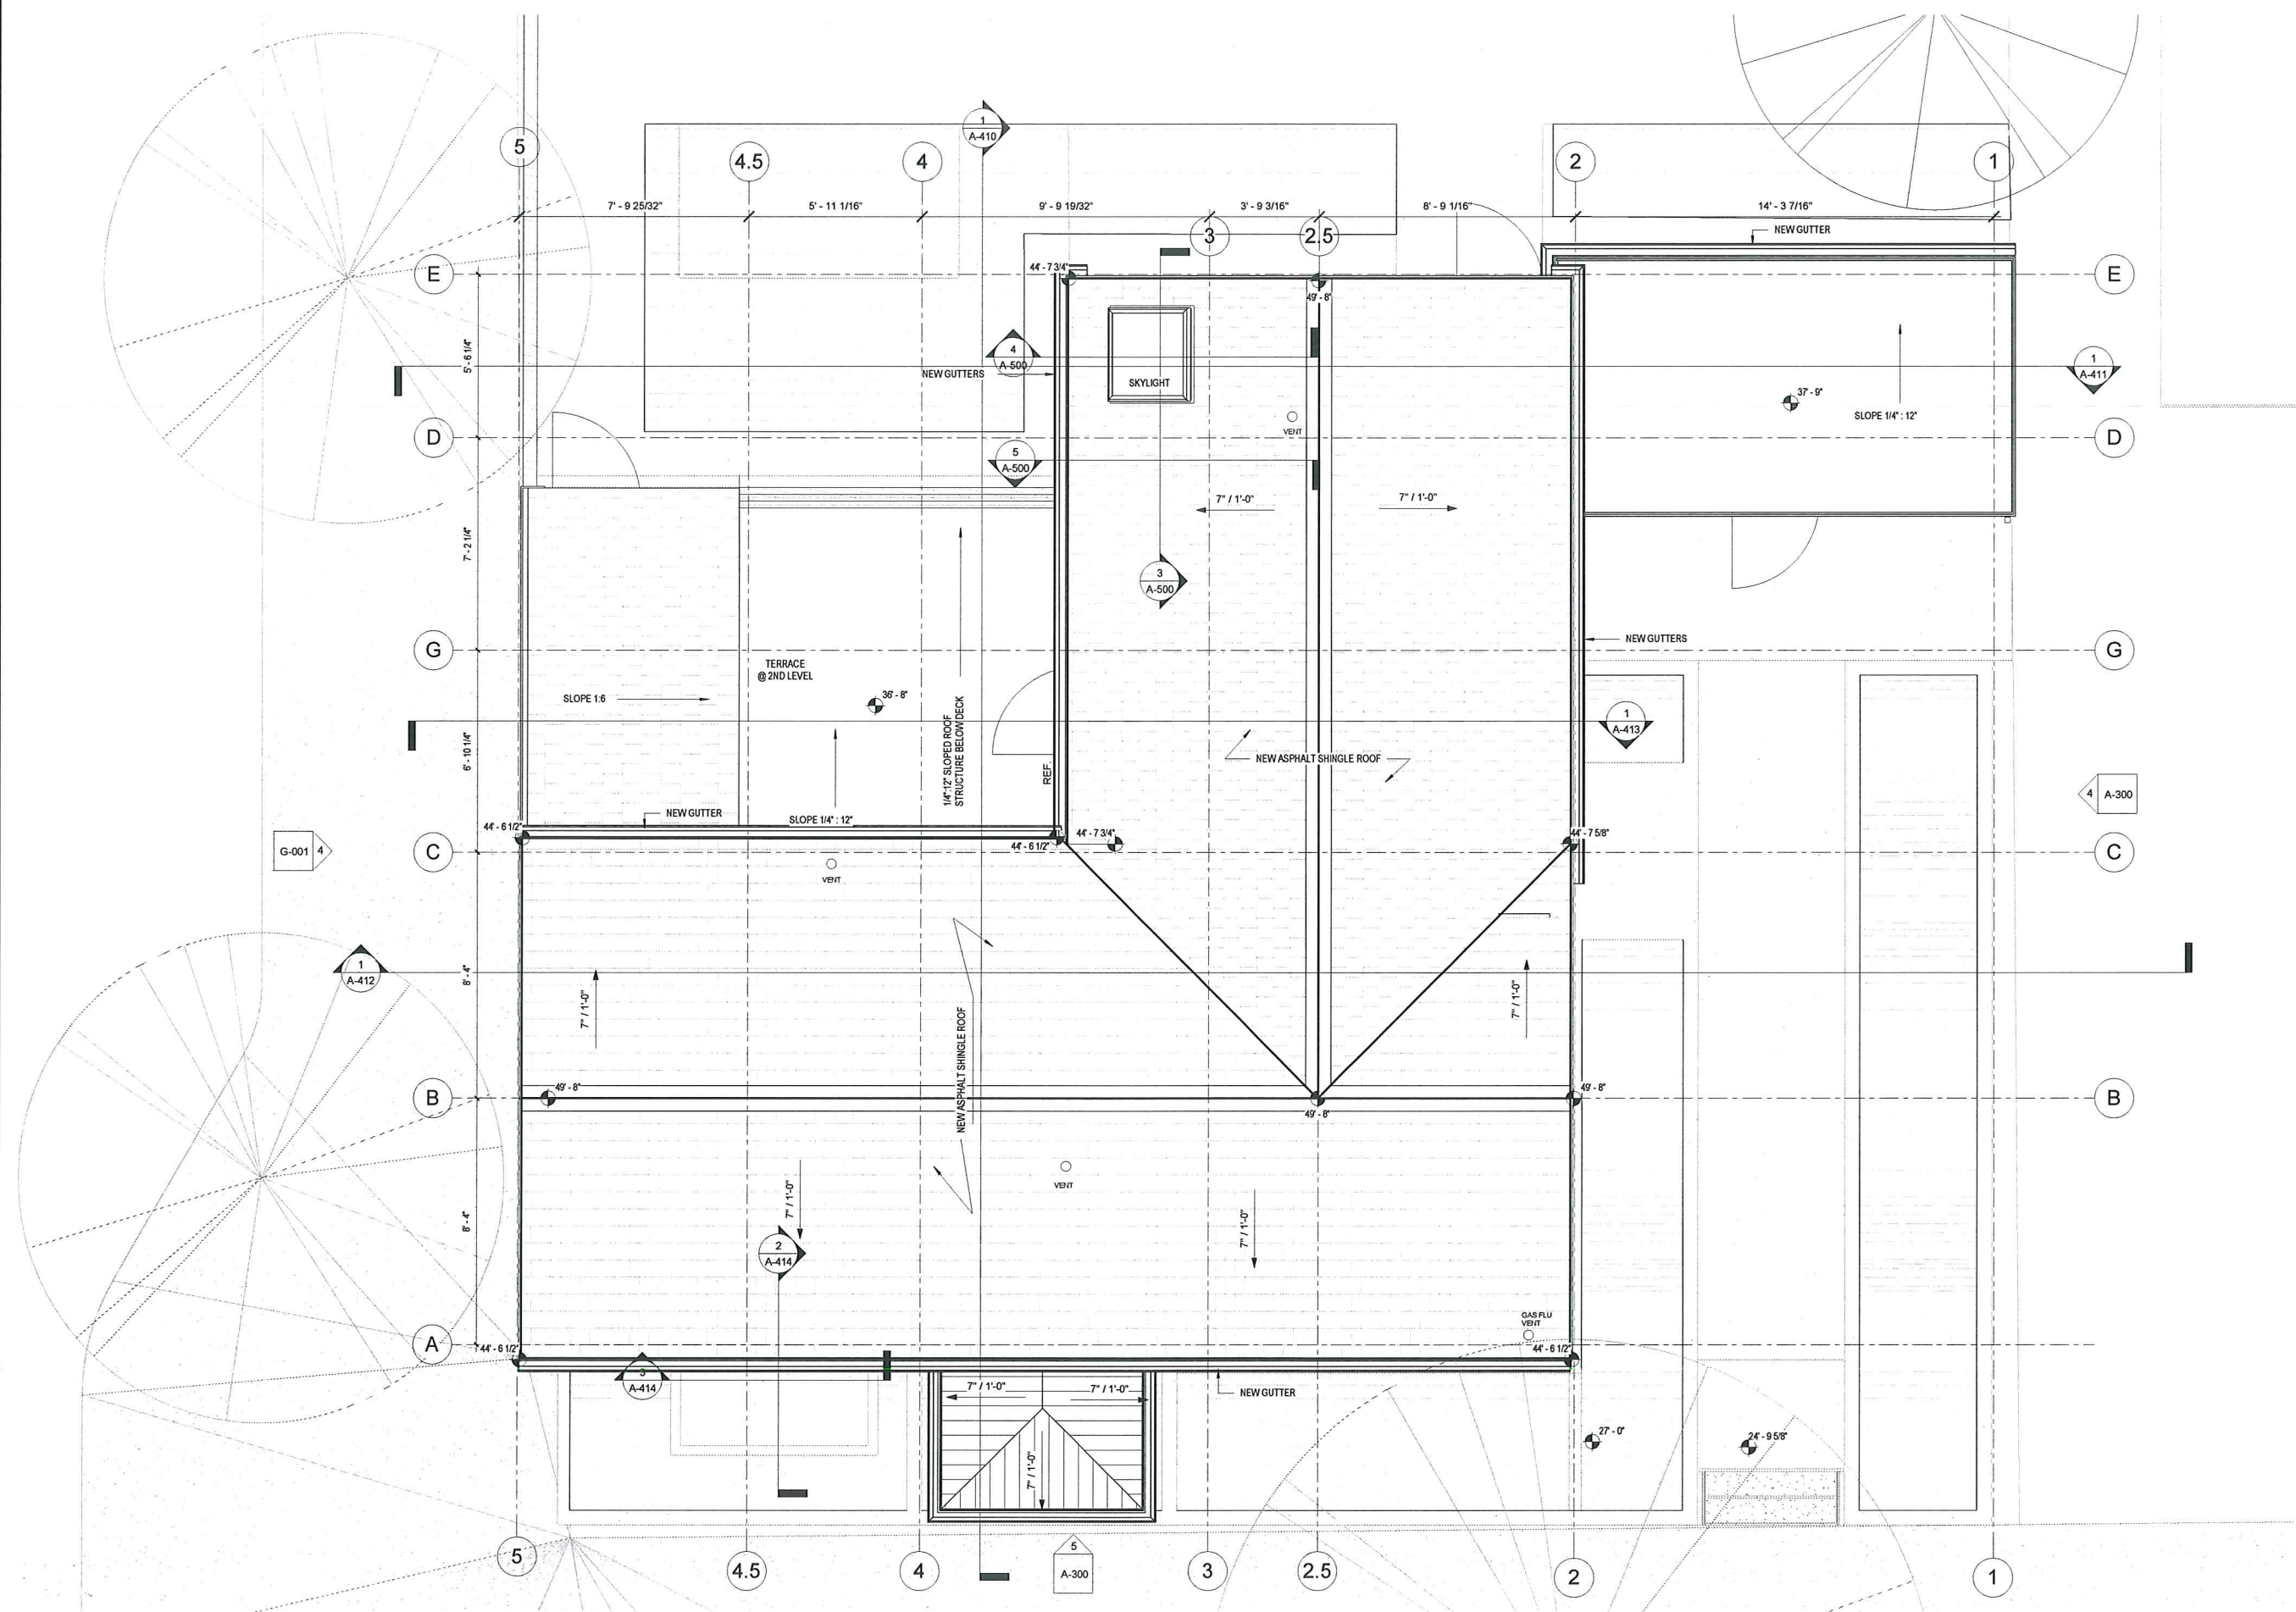 1
A-410
5
4.5
4
2
1
7' - 9 25/32"
5' - 11 1/16"
9' - 9 19/32"
3' - 9 3/16"
8' - 9 1/16"
14' - 3 7/16"
3
2.5
NEW GUTTER
E
44' - 7 3/4"
49' - 8"
E
5' - 6 1/4"
4
A-500
NEW GUTTERS
SKYLIGHT
1
A-411
37' - 9"
SLOPE 1/4" : 12"
VENT
D
D
5
A-500
7" / 1'-0"
7" / 1'-0"
7' - 2 1/4"
3
A-500
NEW GUTTERS
G
G
TERRACE
@ 2ND LEVEL
SLOPE 1:6
36' - 8"
1/4":12" SLOPED ROOF
STRUCTURE BELOW DECK
REF.
1
A-413
6' - 10 1/4"
NEW ASPHALT SHINGLE ROOF
4
A-300
NEW GUTTER
SLOPE 1/4" : 12"
44' - 6 1/2"
44' - 7 3/4"
44' - 7 5/8"
44' - 6 1/2"
G-001
4
C
C
VENT
1
A-412
8' - 4"
7" / 1'-0"
7" / 1'-0"
NEW ASPHALT SHINGLE ROOF
B
49' - 8"
49' - 8"
49' - 8"
B
VENT
8' - 4"
7" / 1'-0"
7" / 1'-0"
2
A-414
GAS FLU
VENT
A
44' - 6 1/2"
44' - 6 1/2"
3
A-414
7" / 1'-0"
7" / 1'-0"
NEW GUTTER
7" / 1'-0"
27' - 0"
24' - 9 5/8"
5
A-300
5
4.5
4
3
2.5
2
1